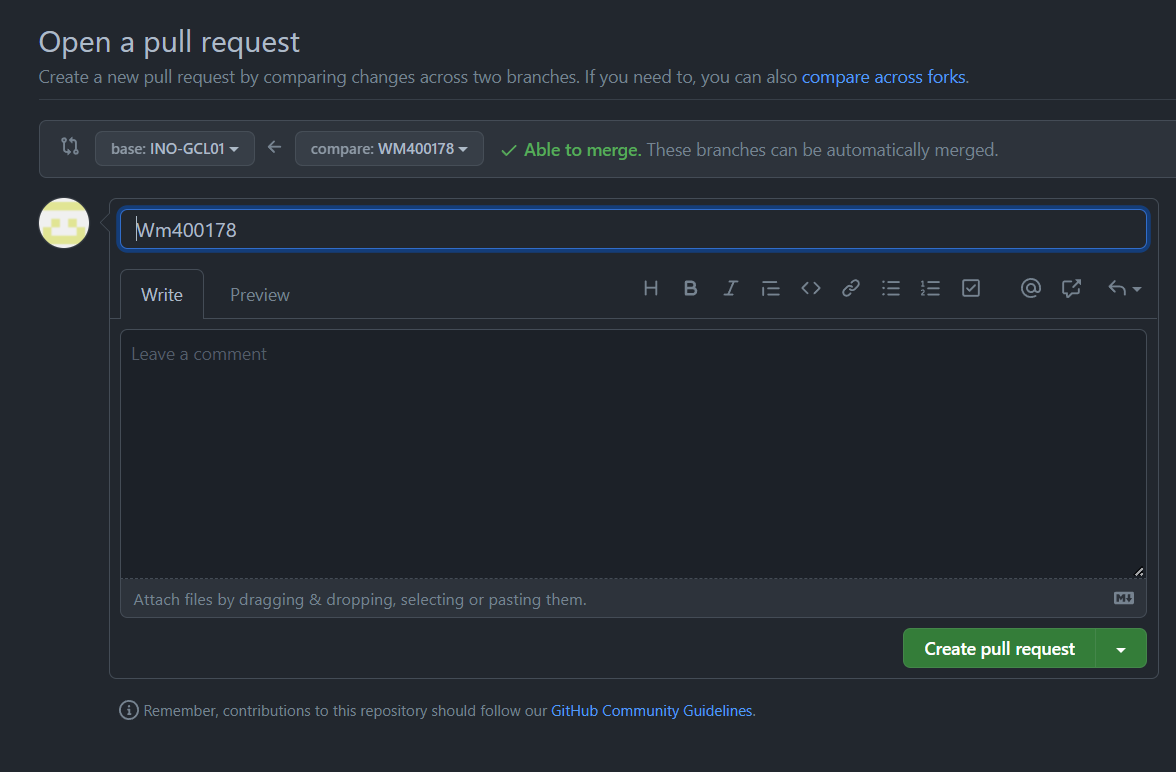 Open a pull request
Create a new pull request by comparing changes across two branches. If you need to, you can also compare across forks.
base: INO-GCL01
compare: WM400178
Able to merge. These branches can be automatically merged.
Wm400178
Write
Preview
Leave a comment
Attach files by dragging & dropping, selecting or pasting them.
Create pull request
Remember, contributions to this repository should follow our GitHub Community Guidelines.